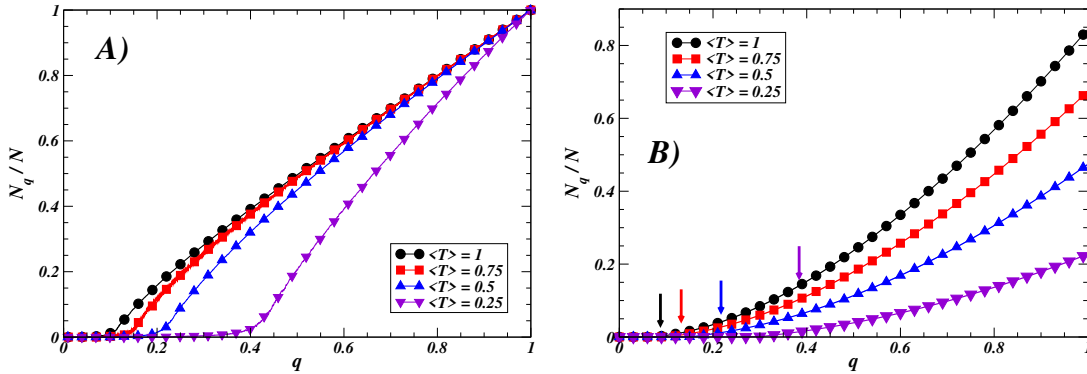 A)
N_q / N
1
0.8
0.6
0.4
0.2
0
0 0.2 0.4 0.6 0.8 1
q
<T> = 1
<T> = 0.75
<T> = 0.5
<T> = 0.25
B)
N_q / N
0.8
0.6
0.4
0.2
0
0 0.2 0.4 0.6 0.8 1
q
<T> = 1
<T> = 0.75
<T> = 0.5
<T> = 0.25